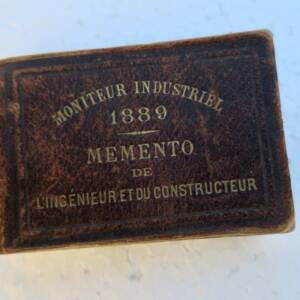 MONITEUR INDUSTRIEL
1889
MEMENTO
DE
L'INGÉNIEUR ET DU CONSTRUCTEUR